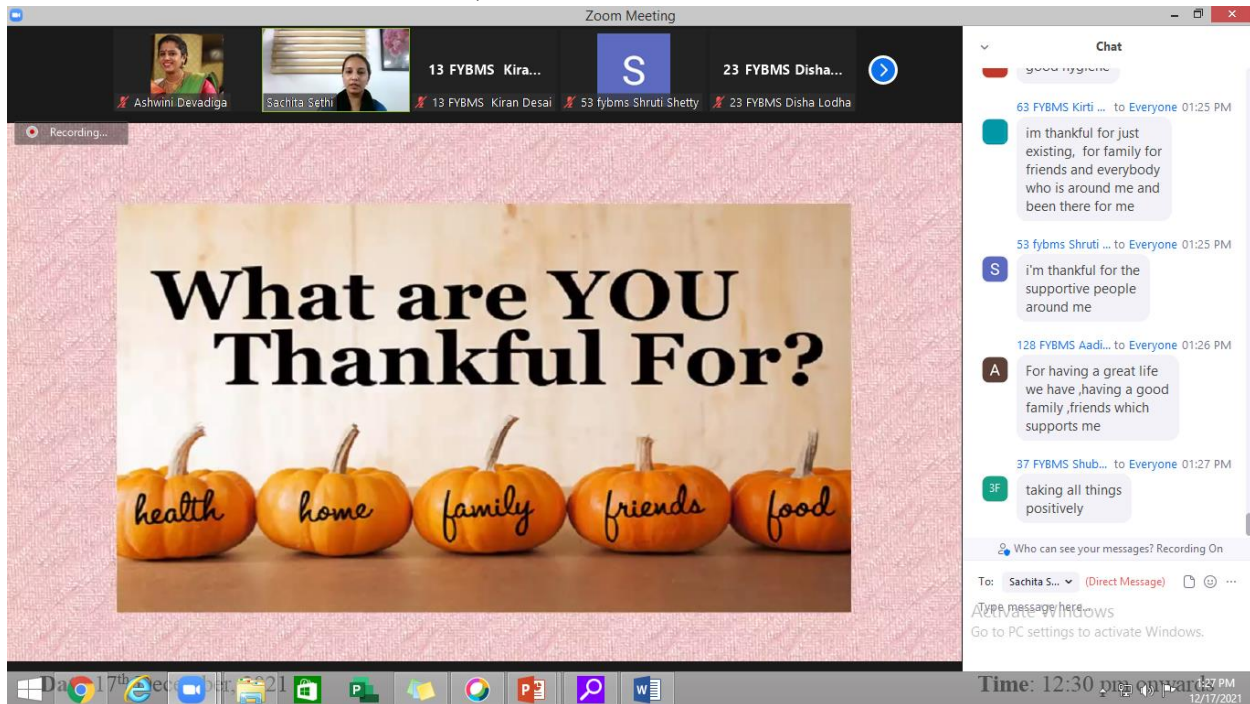 Zoom Meeting
Ashwini Devadiga
Sachita Sethi
13 FYBMS Kira...
13 FYBMS Kiran Desai
S
53 fybms Shruti Shetty
23 FYBMS Disha...
23 FYBMS Disha Lodha
Recording...
What are YOU
Thankful For?
health
home
family
friends
food
Chat
good hygiene
63 FYBMS Kirti ... to Everyone 01:25 PM
im thankful for just
existing, for family for
friends and everybody
who is around me and
been there for me
53 fybms Shruti ... to Everyone 01:25 PM
S
i'm thankful for the
supportive people
around me
128 FYBMS Aadi... to Everyone 01:26 PM
A
For having a great life
we have ,having a good
family ,friends which
supports me
37 FYBMS Shub... to Everyone 01:27 PM
3F
taking all things
positively
Who can see your messages? Recording On
To: Sachita S... (Direct Message)
Type message here...
Activate Windows
Go to PC settings to activate Windows.
17th 21
Time: 12:30 pm onwards
1:27 PM
12/17/2021